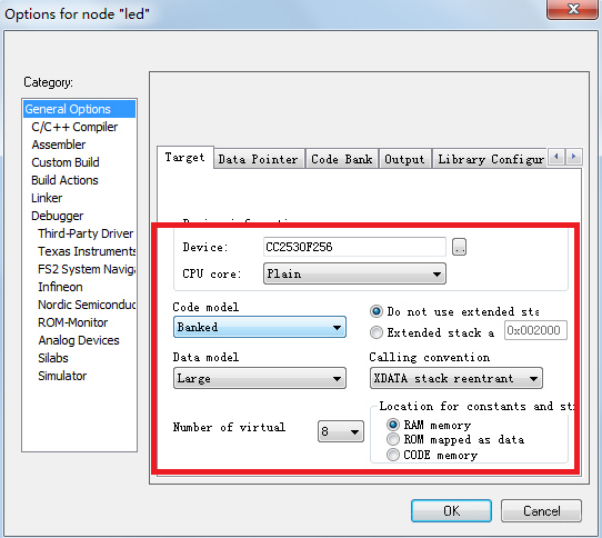 Options for node "led"
Category:
General Options
C/C++ Compiler
Assembler
Custom Build
Build Actions
Linker
Debugger
Third-Party Driver
Texas Instruments
FS2 System Navig
Infineon
Nordic Semiconduc
ROM-Monitor
Analog Devices
Silabs
Simulator
Target Data Pointer Code Bank Output Library Configur
Device: CC2530F256 ..
CPU core: Plain
Code model
Banked
Do not use extended sta
Extended stack a 0x002000
Data model
Large
Calling convention
XDATA stack reentrant
Number of virtual 8
Location for constants and st
RAM memory
ROM mapped as data
CODE memory
OK Cancel